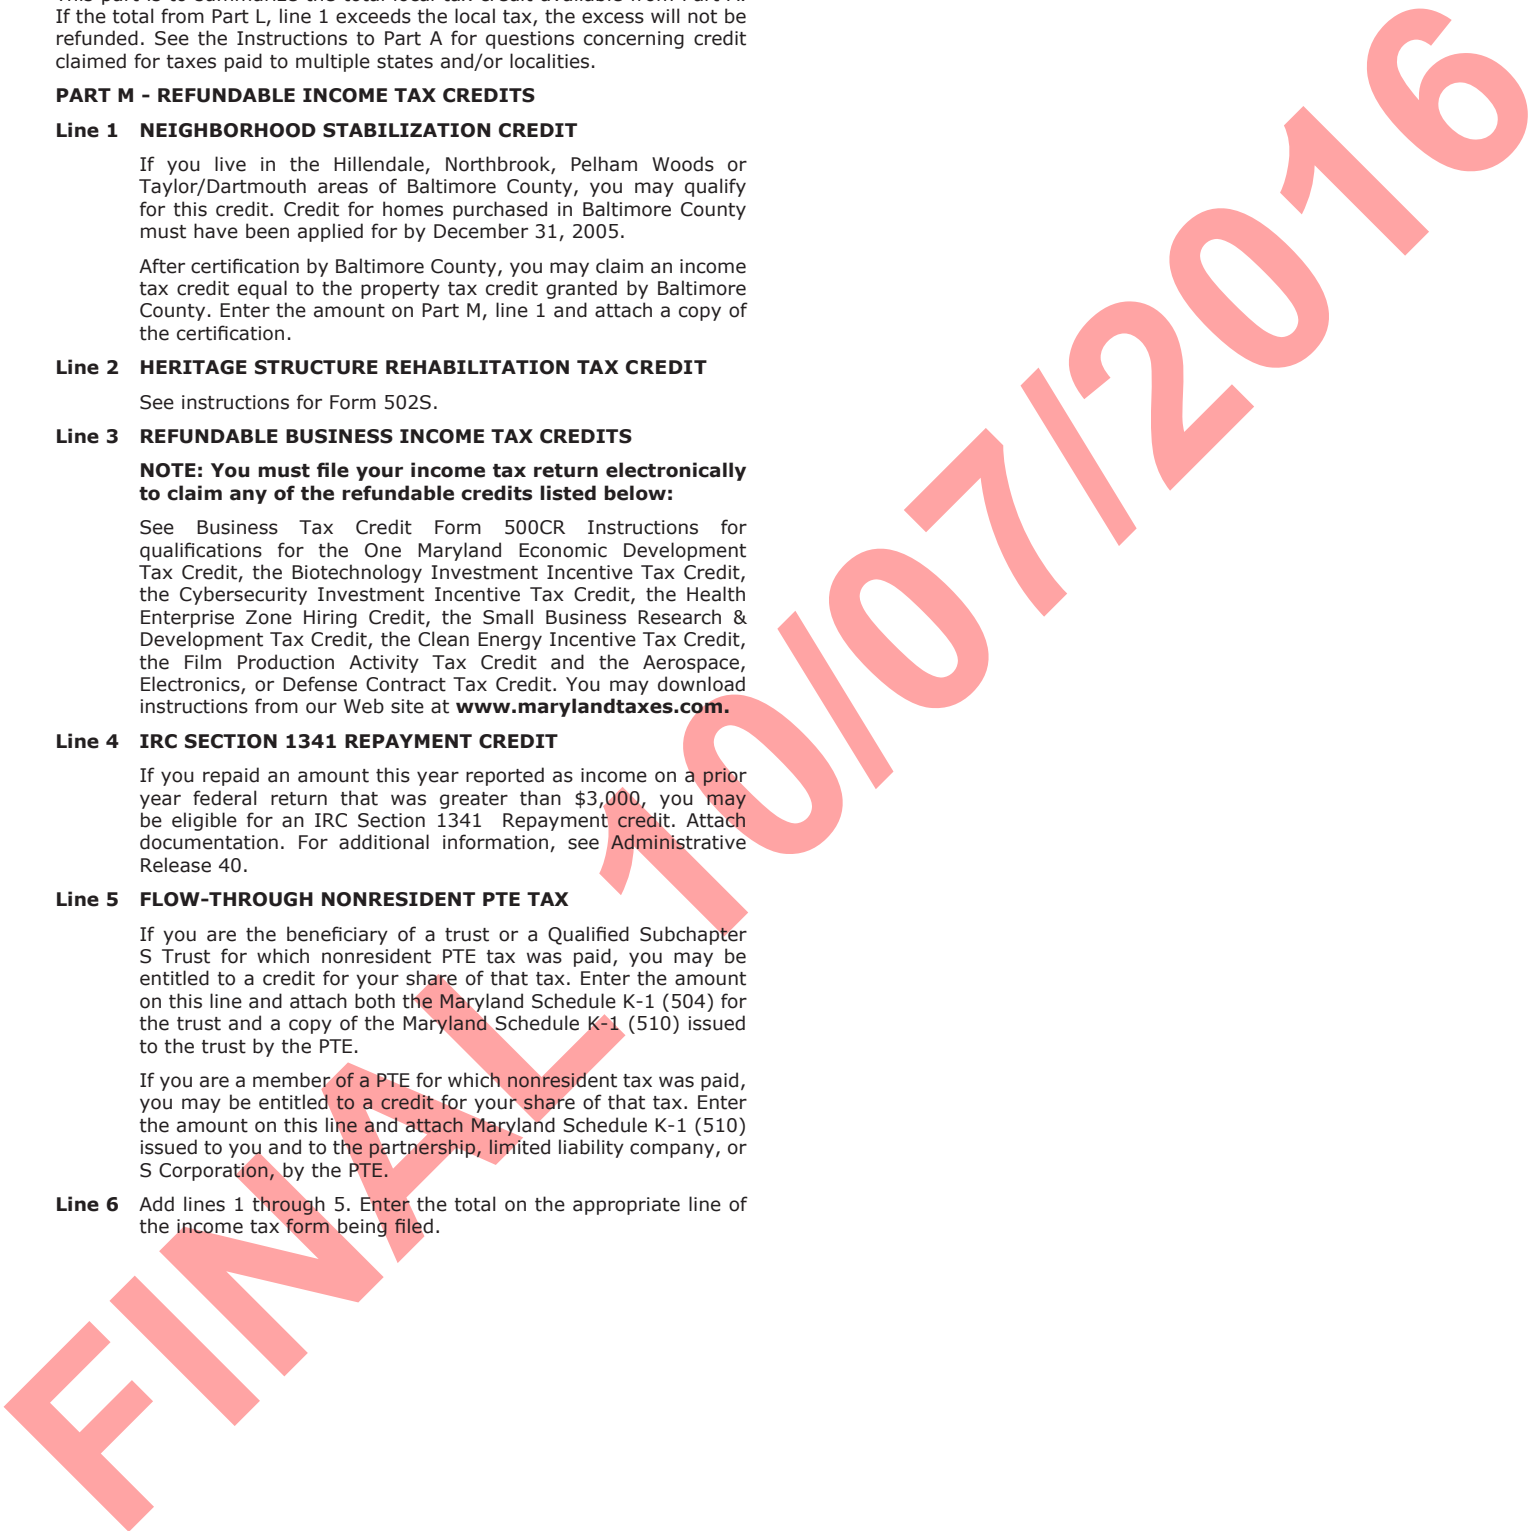 This part is to summarize the total local tax credit available from Part A.
If the total from Part L, line 1 exceeds the local tax, the excess will not be
refunded. See the Instructions to Part A for questions concerning credit
claimed for taxes paid to multiple states and/or localities.
PART M - REFUNDABLE INCOME TAX CREDITS
Line 1 NEIGHBORHOOD STABILIZATION CREDIT
If you live in the Hillendale, Northbrook, Pelham Woods or
Taylor/Dartmouth areas of Baltimore County, you may qualify
for this credit. Credit for homes purchased in Baltimore County
must have been applied for by December 31, 2005.
After certification by Baltimore County, you may claim an income
tax credit equal to the property tax credit granted by Baltimore
County. Enter the amount on Part M, line 1 and attach a copy of
the certification.
Line 2 HERITAGE STRUCTURE REHABILITATION TAX CREDIT
See instructions for Form 502S.
Line 3 REFUNDABLE BUSINESS INCOME TAX CREDITS
NOTE: You must file your income tax return electronically
to claim any of the refundable credits listed below:
See Business Tax Credit Form 500CR Instructions for
qualifications for the One Maryland Economic Development
Tax Credit, the Biotechnology Investment Incentive Tax Credit,
the Cybersecurity Investment Incentive Tax Credit, the Health
Enterprise Zone Hiring Credit, the Small Business Research &
Development Tax Credit, the Clean Energy Incentive Tax Credit,
the Film Production Activity Tax Credit and the Aerospace,
Electronics, or Defense Contract Tax Credit. You may download
instructions from our Web site at www.marylandtaxes.com.
Line 4 IRC SECTION 1341 REPAYMENT CREDIT
If you repaid an amount this year reported as income on a prior
year federal return that was greater than $3,000, you may
be eligible for an IRC Section 1341 Repayment credit. Attach
documentation. For additional information, see Administrative
Release 40.
Line 5 FLOW-THROUGH NONRESIDENT PTE TAX
If you are the beneficiary of a trust or a Qualified Subchapter
S Trust for which nonresident PTE tax was paid, you may be
entitled to a credit for your share of that tax. Enter the amount
on this line and attach both the Maryland Schedule K-1 (504) for
the trust and a copy of the Maryland Schedule K-1 (510) issued
to the trust by the PTE.
If you are a member of a PTE for which nonresident tax was paid,
you may be entitled to a credit for your share of that tax. Enter
the amount on this line and attach Maryland Schedule K-1 (510)
issued to you and to the partnership, limited liability company, or
S Corporation, by the PTE.
Line 6 Add lines 1 through 5. Enter the total on the appropriate line of
the income tax form being filed.
FINAL 10/07/2016